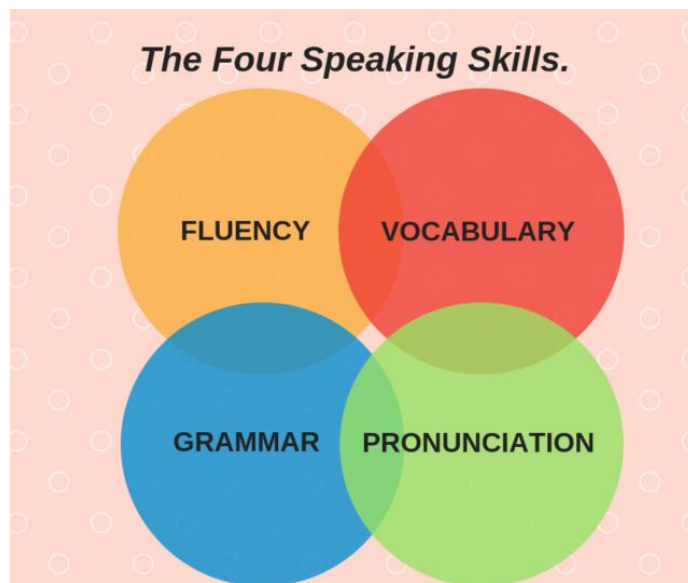 The Four Speaking Skills.
FLUENCY
VOCABULARY
GRAMMAR
PRONUNCIATION